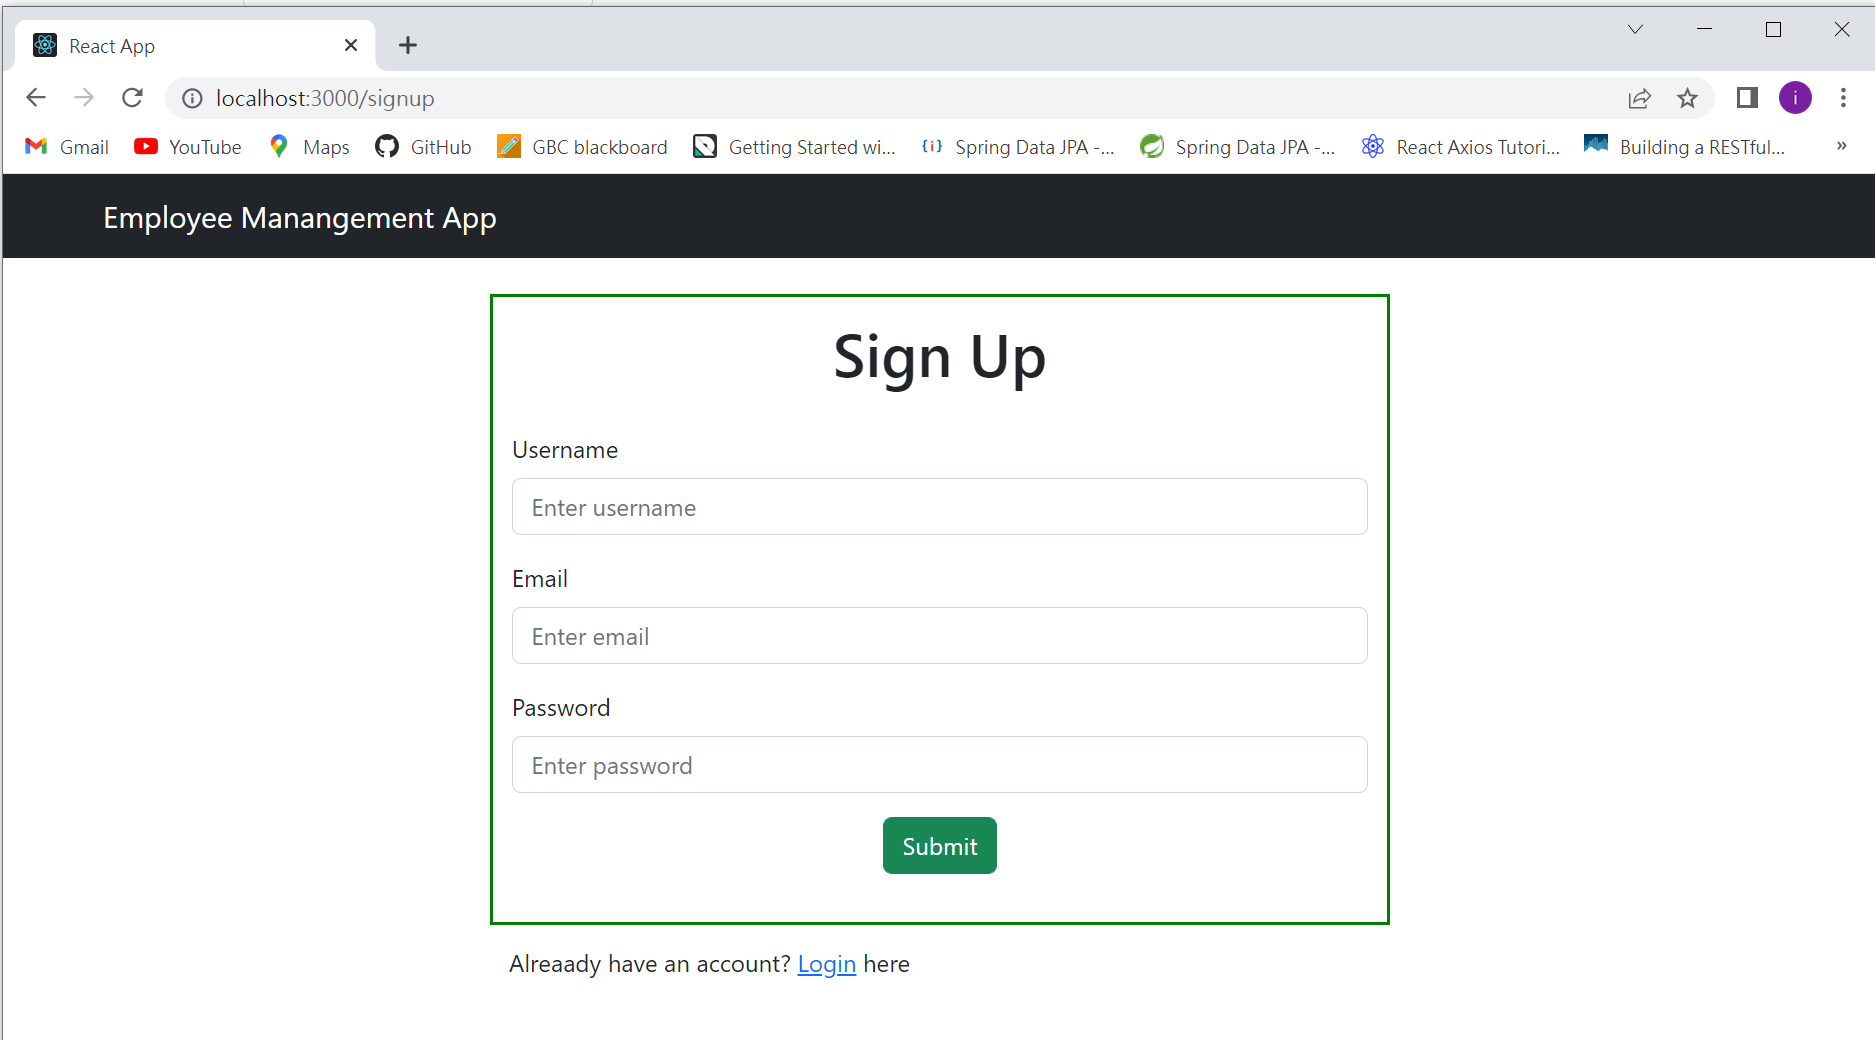 React App
localhost:3000/signup
i
Gmail YouTube Maps GitHub GBC blackboard Getting Started wi... Spring Data JPA -... Spring Data JPA -... React Axios Tutori... Building a RESTful... »
Employee Manangement App
Sign Up
Username
Enter username
Email
Enter email
Password
Enter password
Submit
Alreaady have an account? Login here